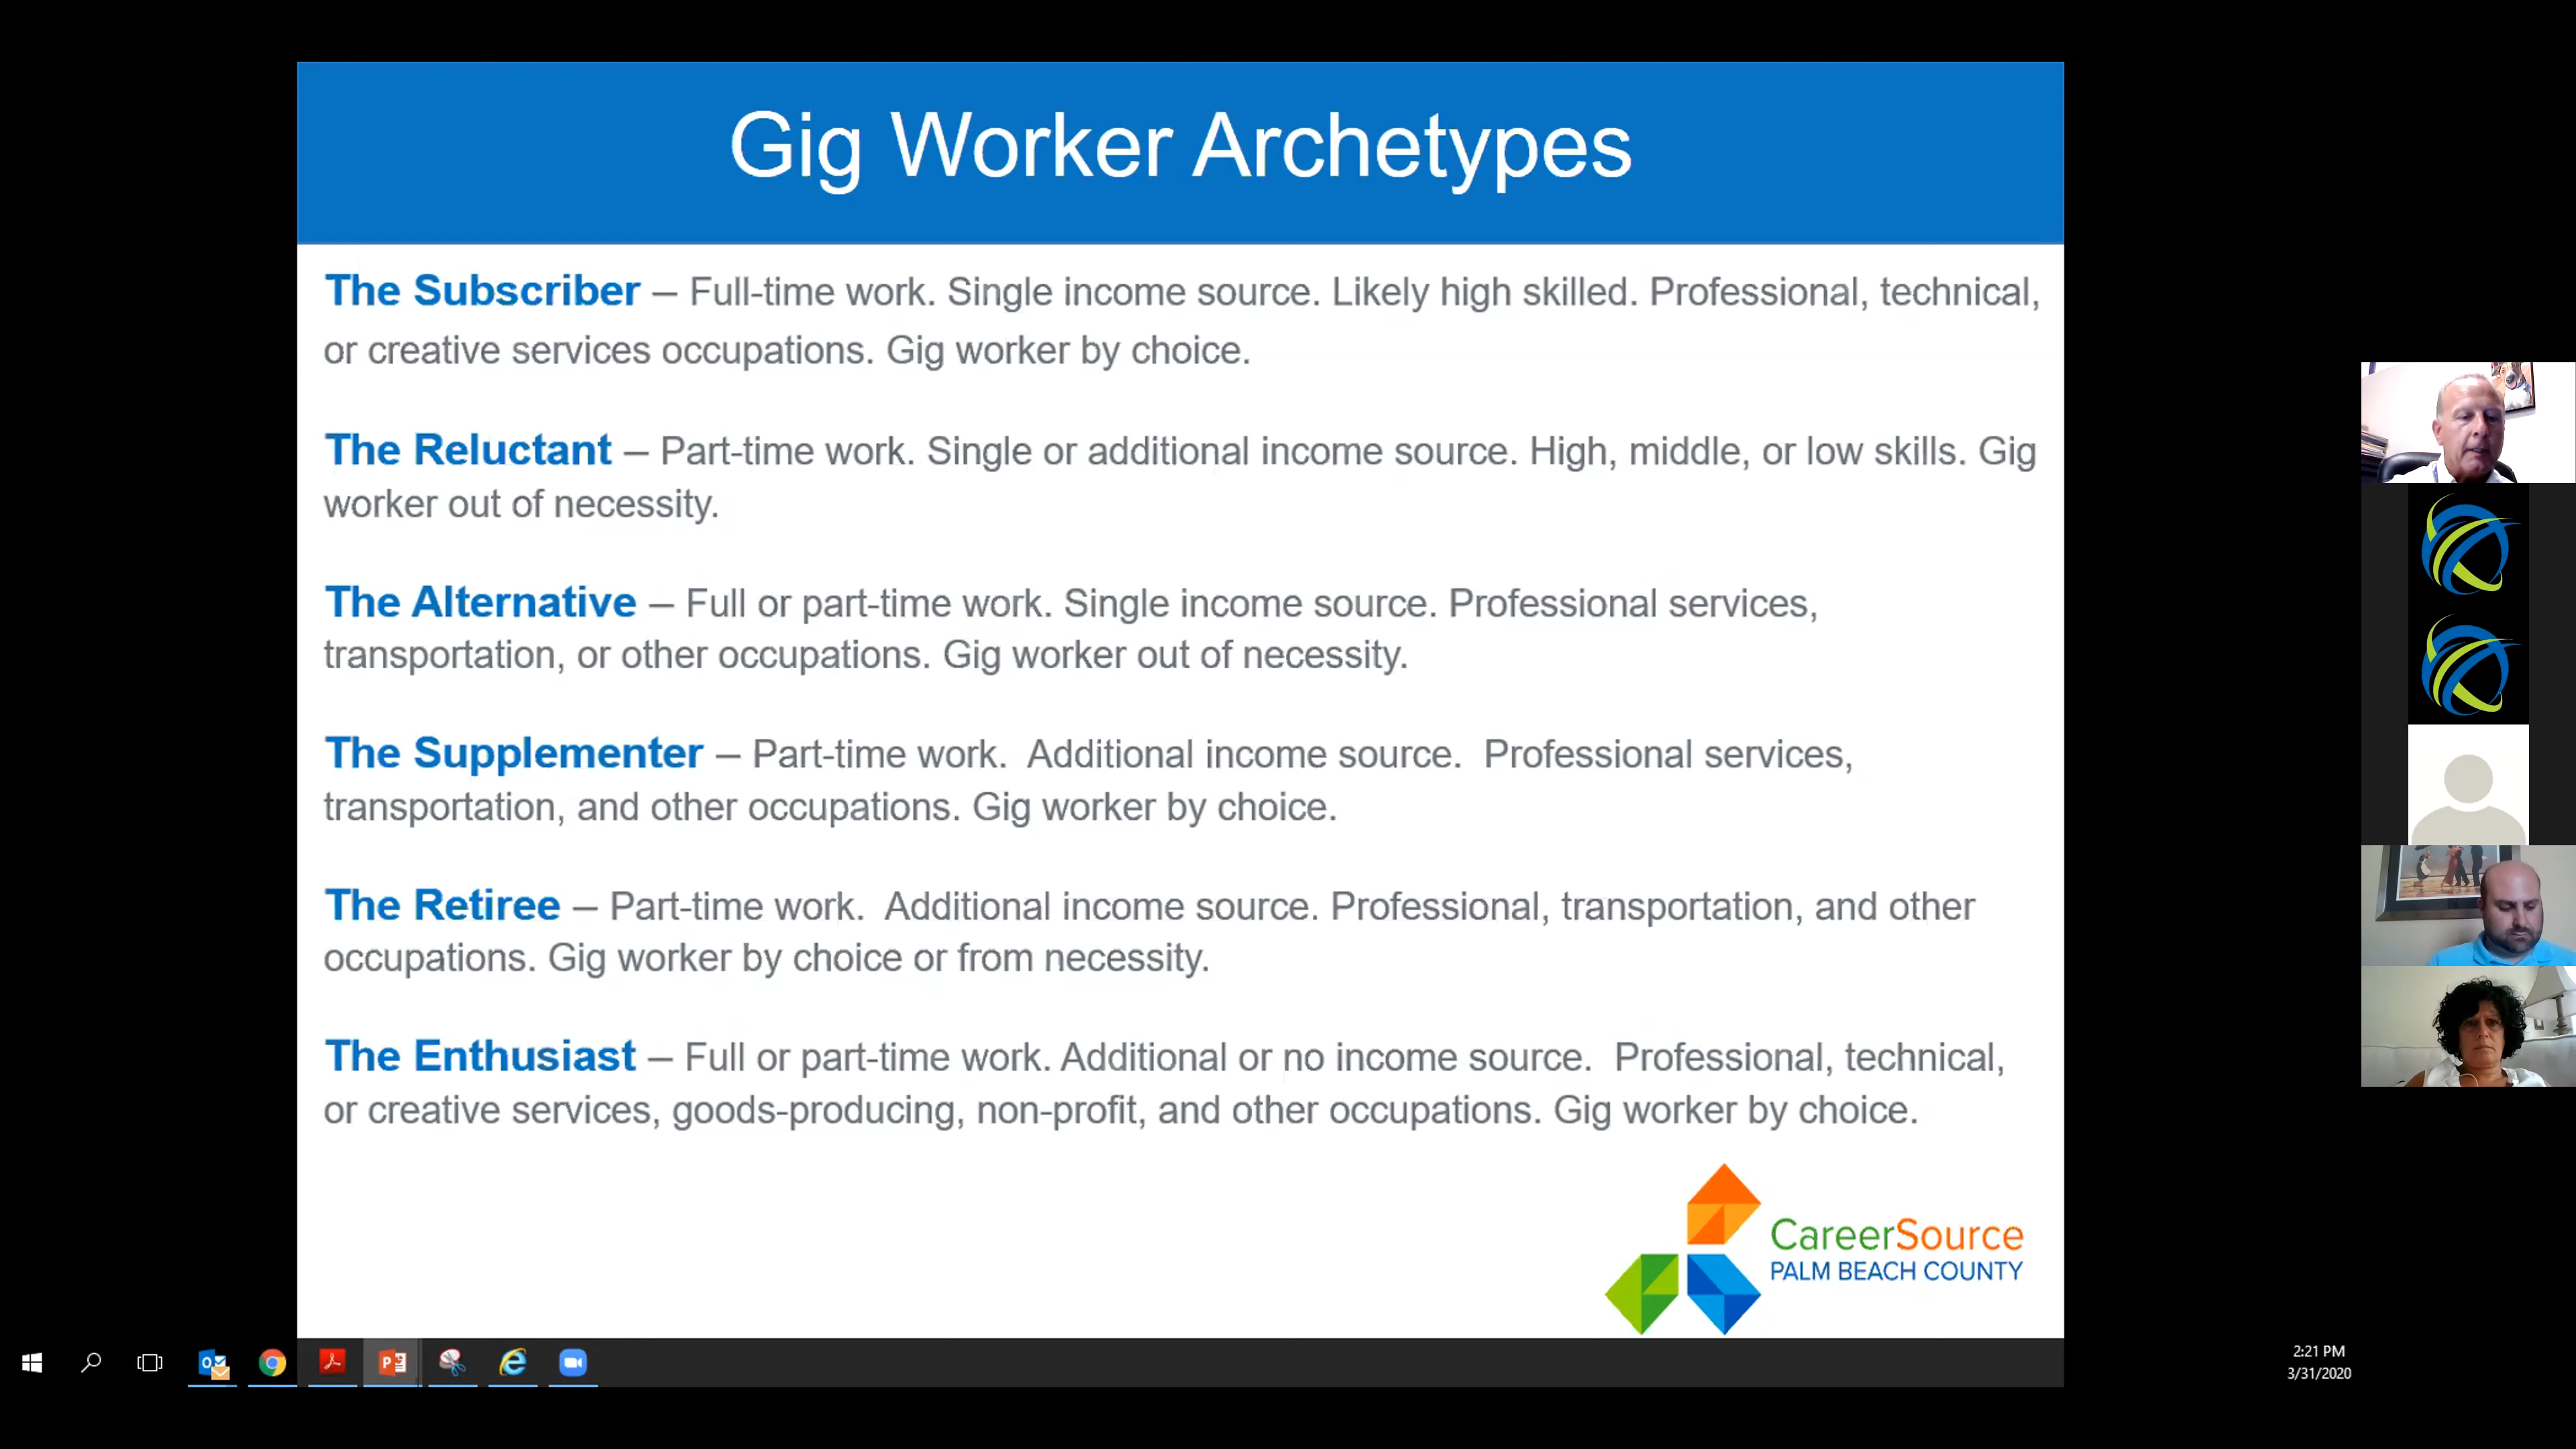 Gig Worker Archetypes
The Subscriber – Full-time work. Single income source. Likely high skilled. Professional, technical,
or creative services occupations. Gig worker by choice.
The Reluctant – Part-time work. Single or additional income source. High, middle, or low skills. Gig
worker out of necessity.
The Alternative – Full or part-time work. Single income source. Professional services,
transportation, or other occupations. Gig worker out of necessity.
The Supplementer – Part-time work.  Additional income source.  Professional services,
transportation, and other occupations. Gig worker by choice.
The Retiree – Part-time work.  Additional income source. Professional, transportation, and other
occupations. Gig worker by choice or from necessity.
The Enthusiast – Full or part-time work. Additional or no income source.  Professional, technical,
or creative services, goods-producing, non-profit, and other occupations. Gig worker by choice.
CareerSource
PALM BEACH COUNTY
2:21 PM
3/31/2020